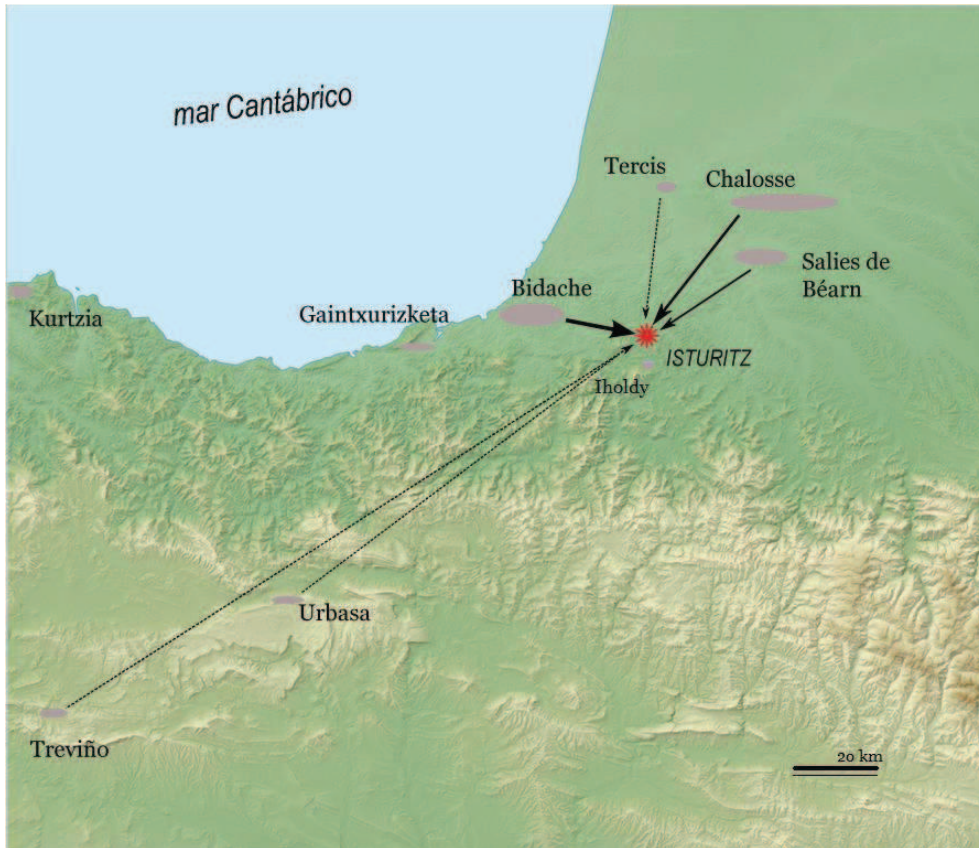 mar Cantábrico
Tercis
Chalosse
Salies de
Béarn
Bidache
Kurtzia
Gaintxurizketa
ISTURITZ
Iholdy
Urbasa
Treviño
20 km